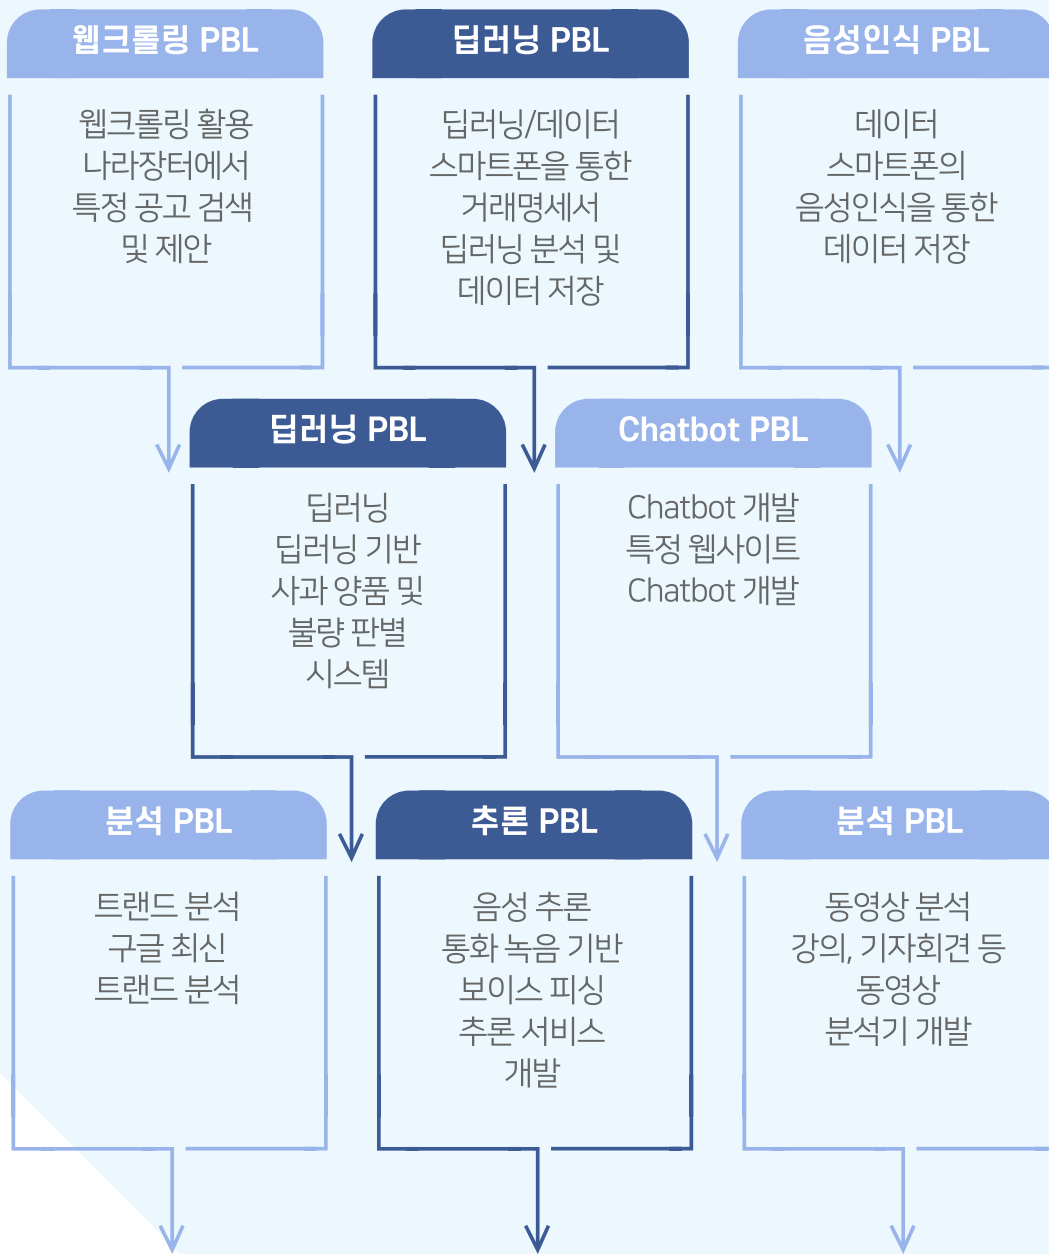 웹크롤링 PBL
웹크롤링 활용
나라장터에서
특정 공고 검색
및 제안
딥러닝 PBL
딥러닝/데이터
스마트폰을 통한
거래명세서
딥러닝 분석 및
데이터 저장
음성인식 PBL
데이터
스마트폰의
음성인식을 통한
데이터 저장
딥러닝 PBL
딥러닝
딥러닝 기반
사과 양품 및
불량 판별
시스템
Chatbot PBL
Chatbot 개발
특정 웹사이트
Chatbot 개발
분석 PBL
트랜드 분석
구글 최신
트랜드 분석
추론 PBL
음성 추론
통화 녹음 기반
보이스 피싱
추론 서비스
개발
분석 PBL
동영상 분석
강의, 기자회견 등
동영상
분석기 개발